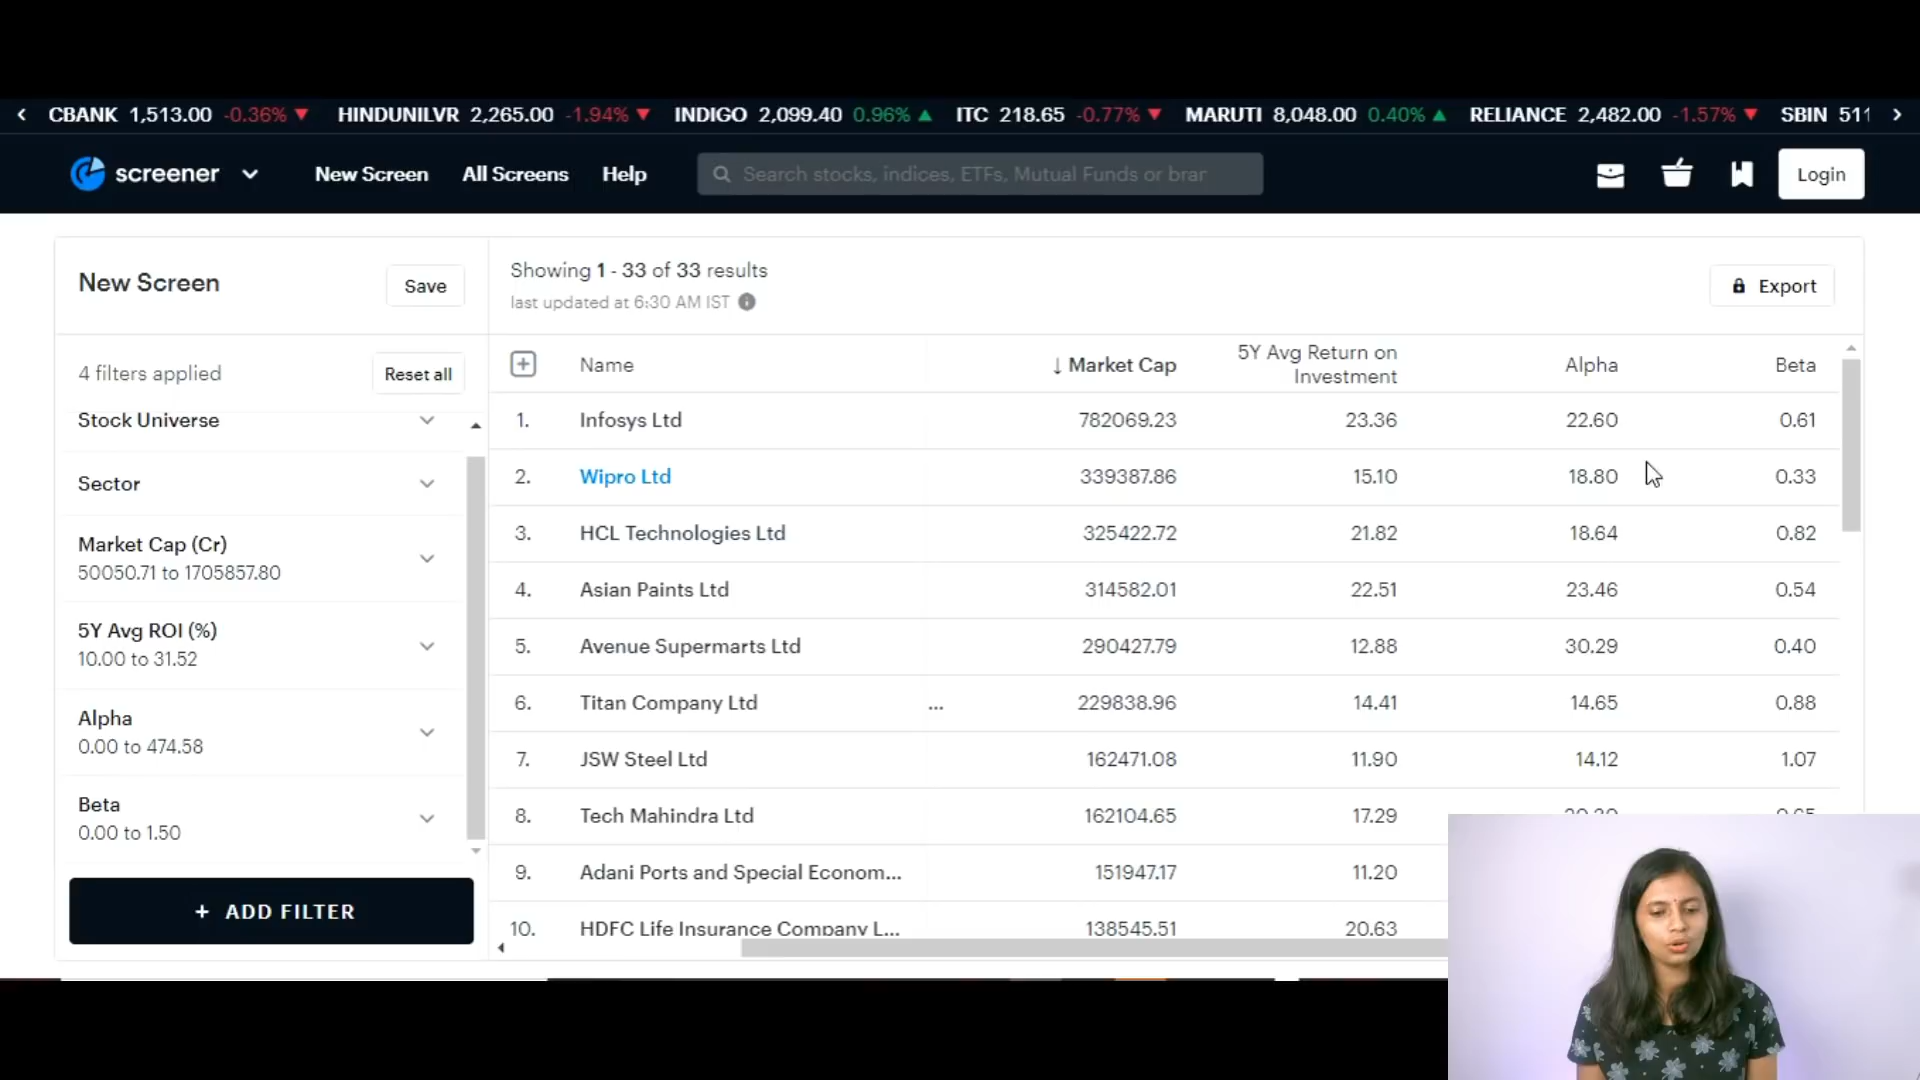 CBANK 1,513.00 -0.36% HINDUNILVR 2,265.00 -1.94% INDIGO 2,099.40 0.96% ITC 218.65 -0.77% MARUTI 8,048.00 0.40% RELIANCE 2,482.00 -1.57% SBIN
screener New Screen All Screens Help Search stocks, indices, ETFs, Mutual Funds or brar Login
New Screen Save
Showing 1 - 33 of 33 results
last updated at 6:30 AM IST
Export
4 filters applied Reset all
Stock Universe
Sector
Market Cap (Cr)
50050.71 to 1705857.80
5Y Avg ROI (%)
10.00 to 31.52
Alpha
0.00 to 474.58
Beta
0.00 to 1.50
+ ADD FILTER
Name ↓ Market Cap 5Y Avg Return on Investment Alpha Beta
1. Infosys Ltd 782069.23 23.36 22.60 0.61
2. Wipro Ltd 339387.86 15.10 18.80 0.33
3. HCL Technologies Ltd 325422.72 21.82 18.64 0.82
4. Asian Paints Ltd 314582.01 22.51 23.46 0.54
5. Avenue Supermarts Ltd 290427.79 12.88 30.29 0.40
6. Titan Company Ltd ... 229838.96 14.41 14.65 0.88
7. JSW Steel Ltd 162471.08 11.90 14.12 1.07
8. Tech Mahindra Ltd 162104.65 17.29
9. Adani Ports and Special Econom... 151947.17 11.20
10. HDFC Life Insurance Company L... 138545.51 20.63